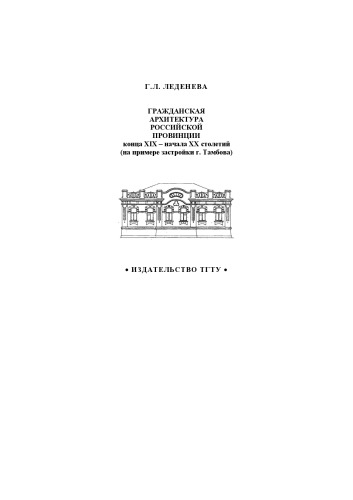 Г.Л. ЛЕДЕНЕВА
ГРАЖДАНСКАЯ
АРХИТЕКТУРА
РОССИЙСКОЙ
ПРОВИНЦИИ
конца XIX – начала XX столетий
(на примере застройки г. Тамбова)
• ИЗДАТЕЛЬСТВО ТГТУ •